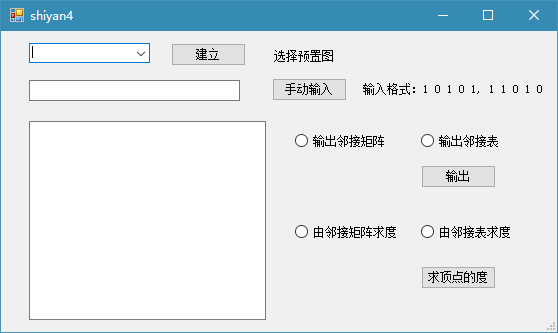 shiyan4
建立 选择预置图
手动输入 输入格式：1 0 1 0 1, 1 1 0 1 0
输出邻接矩阵 输出邻接表
输出
由邻接矩阵求度 由邻接表求度
求顶点的度